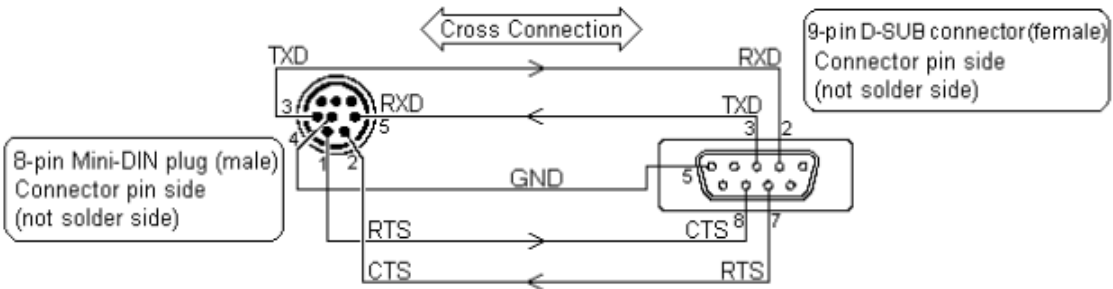 Cross Connection
9-pin D-SUB connector(female)
Connector pin side
(not solder side)
TXD
RXD
3
RXD
5
TXD
3
2
4
1
2
8-pin Mini-DIN plug (male)
Connector pin side
(not solder side)
GND
5
8
7
RTS
CTS
CTS
RTS